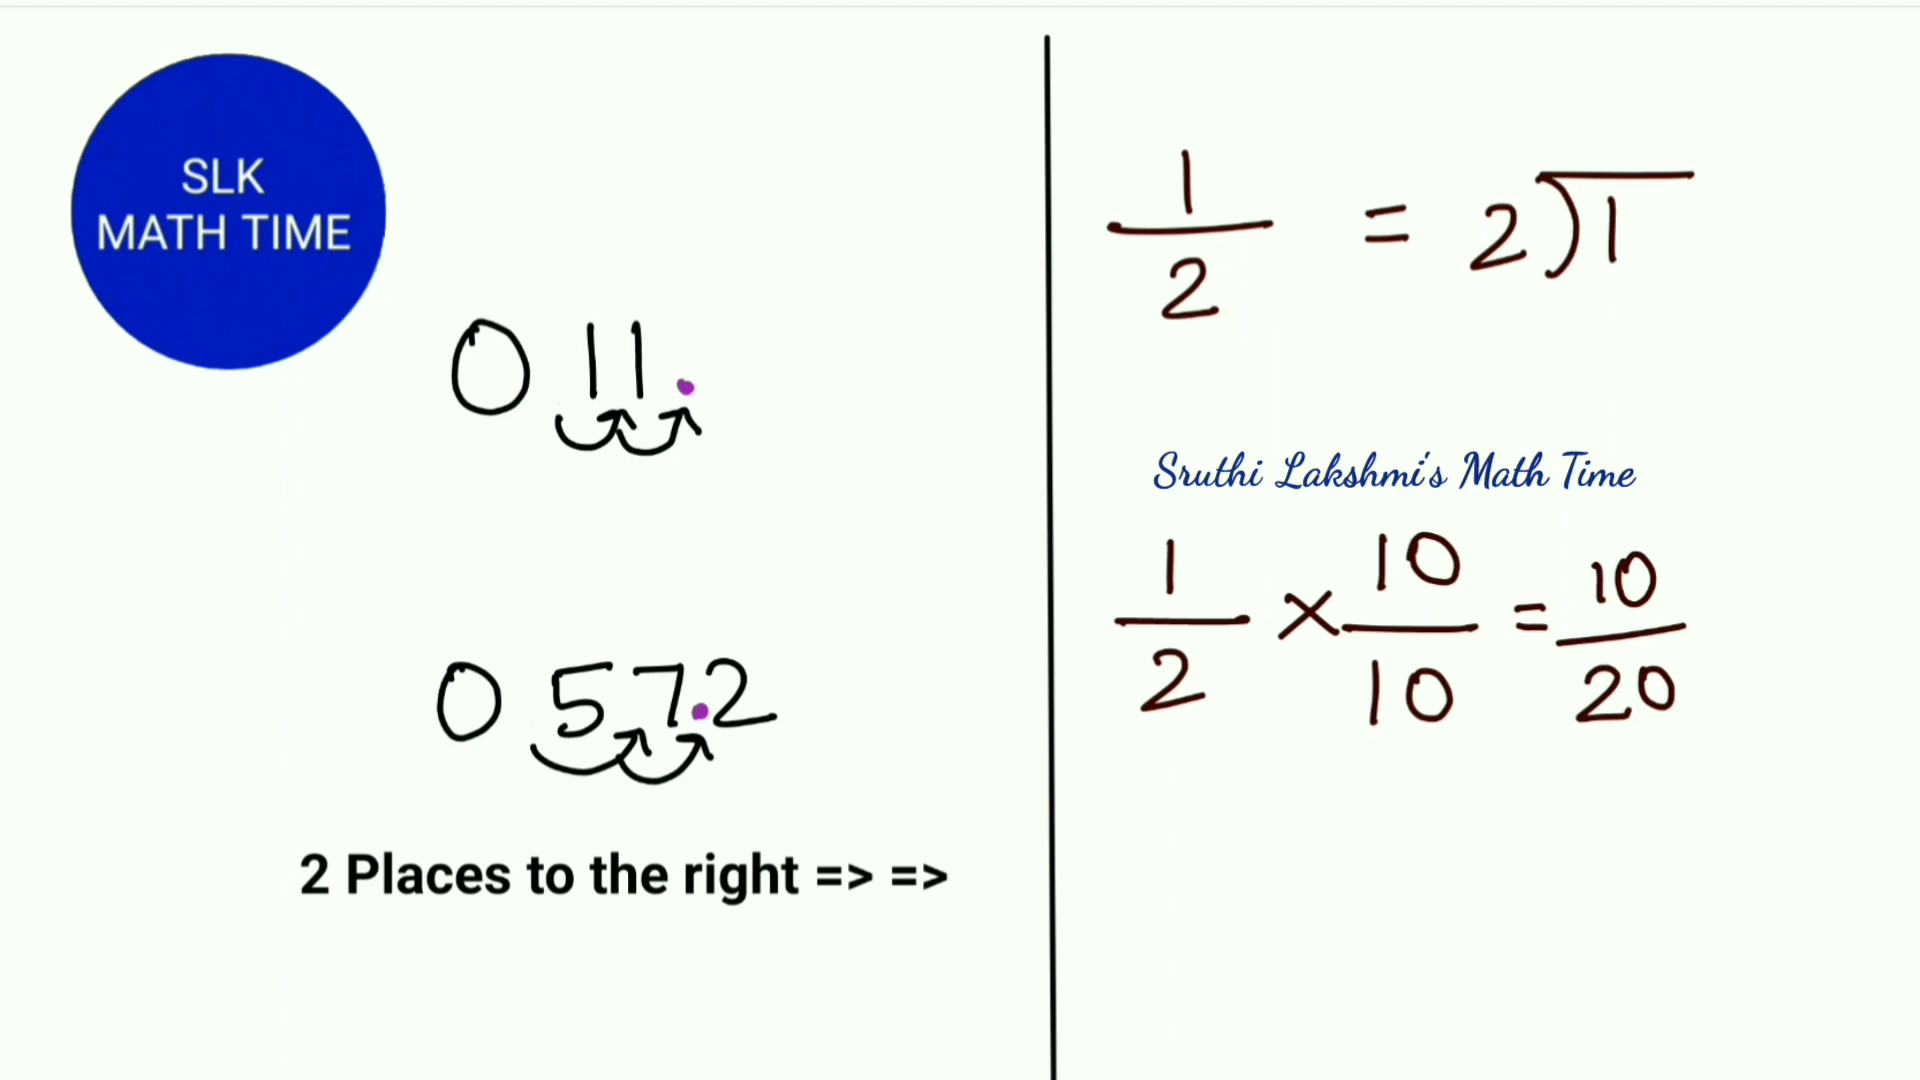 SLK
MATH TIME
0 11.
0 57.2
2 Places to the right => =>
1/2 = 2)1
Sruthi Lakshmi's Math Time
1/2 × 10/10 = 10/20